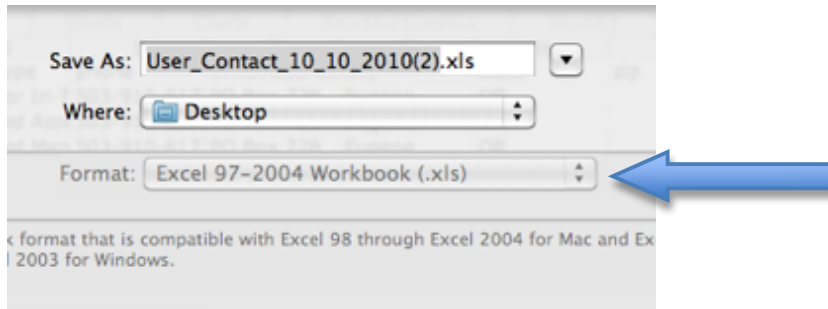 Save As: User_Contact_10_10_2010(2).xls
Where: Desktop
Format: Excel 97-2004 Workbook (.xls)
format that is compatible with Excel 98 through Excel 2004 for Mac and Ex
2003 for Windows.